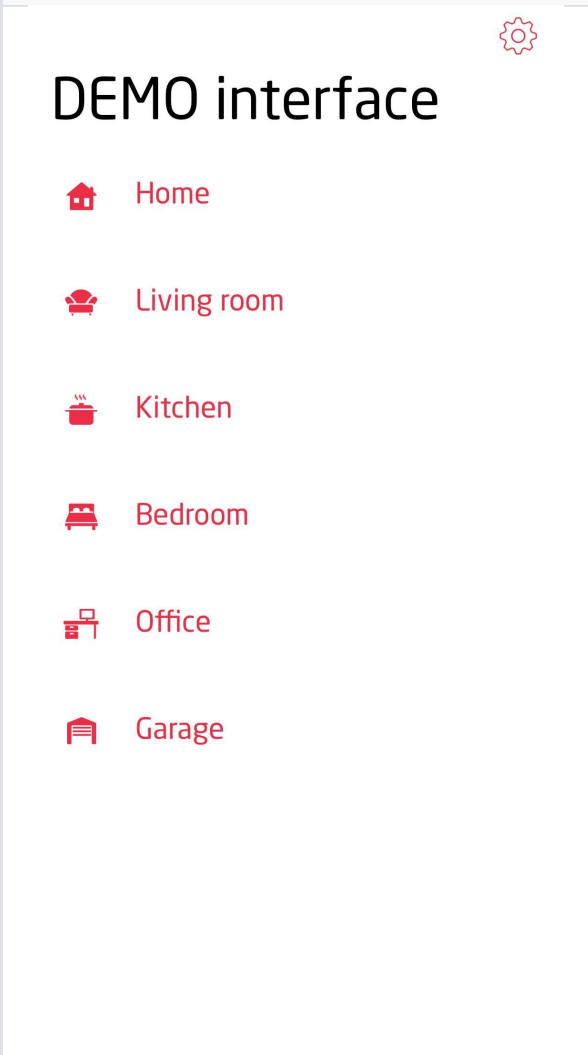 DEMO interface
Home
Living room
Kitchen
Bedroom
Office
Garage